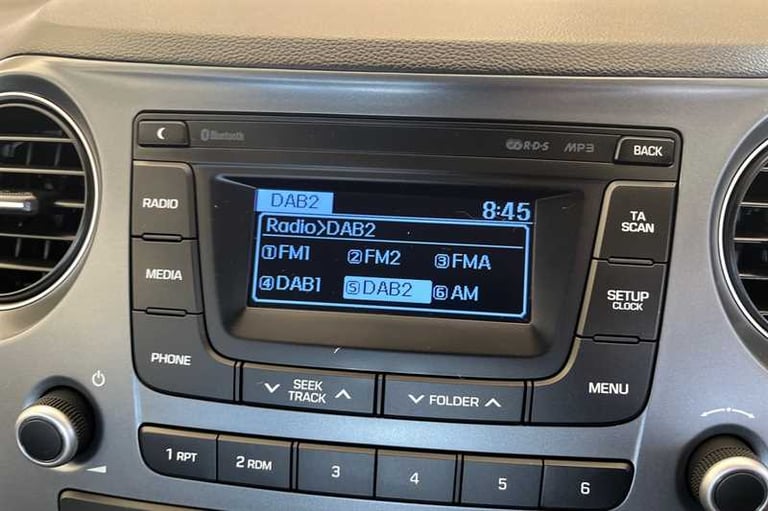 Bluetooth
R·D·S
MP3
BACK
RADIO
MEDIA
PHONE
DAB2
8:45
Radio>DAB2
①FM1 ②FM2 ③FMA
④DAB1 ⑤DAB2 ⑥AM
TA
SCAN
SETUP
CLOCK
MENU
SEEK
TRACK
FOLDER
1 RPT
2 RDM
3
4
5
6